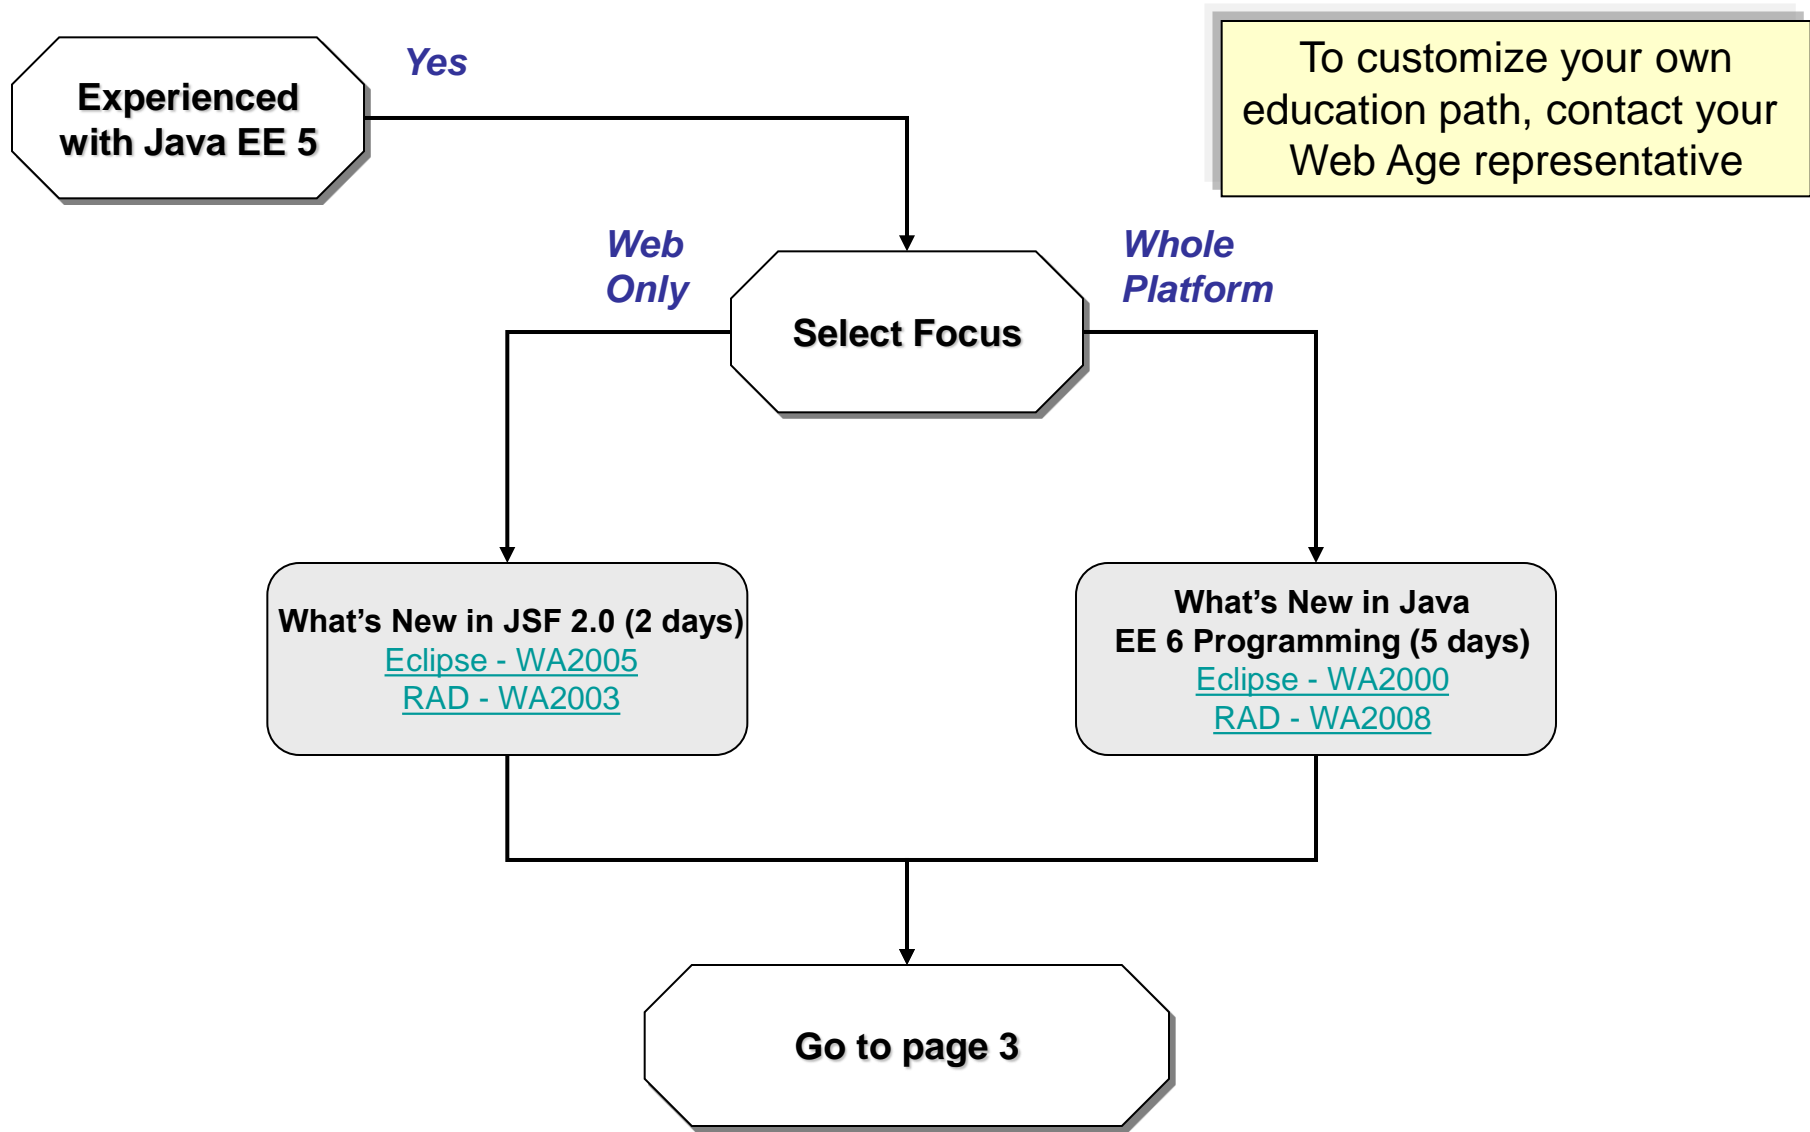 Yes
Experienced
with Java EE 5
To customize your own
education path, contact your
Web Age representative
Web
Only
Whole
Platform
Select Focus
What’s New in JSF 2.0 (2 days)
Eclipse - WA2005
RAD - WA2003
What’s New in Java
EE 6 Programming (5 days)
Eclipse - WA2000
RAD - WA2008
Go to page 3